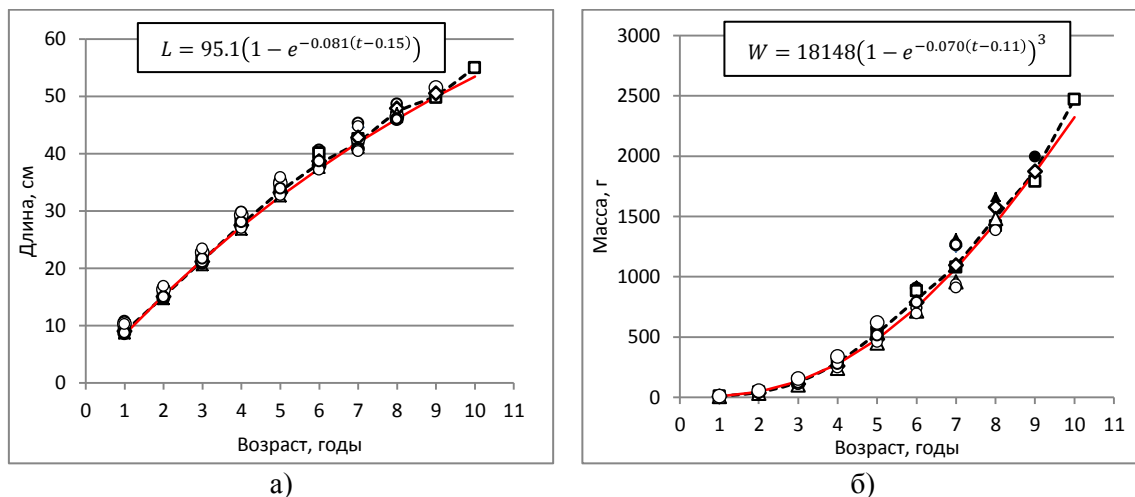 L = 95.1(1 − e^{−0.081(t−0.15)})
60
50
40
30
20
10
0
Длина, см
0 1 2 3 4 5 6 7 8 9 10 11
Возраст, годы
а)
W = 18148(1 − e^{−0.070(t−0.11)})^3
3000
2500
2000
1500
1000
500
0
Масса, г
0 1 2 3 4 5 6 7 8 9 10 11
Возраст, годы
б)